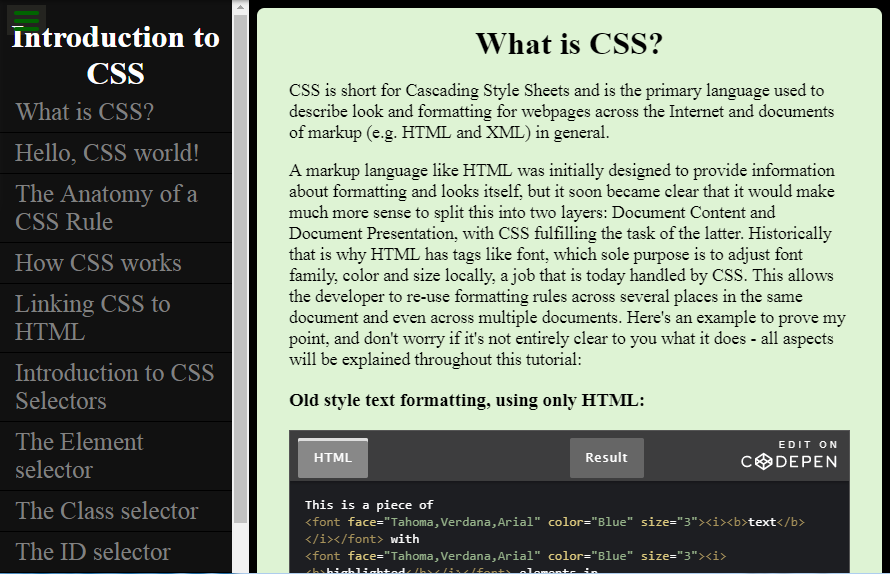 Introduction to
CSS
What is CSS?
Hello, CSS world!
The Anatomy of a
CSS Rule
How CSS works
Linking CSS to
HTML
Introduction to CSS
Selectors
The Element
selector
The Class selector
The ID selector
What is CSS?
CSS is short for Cascading Style Sheets and is the primary language used to
describe look and formatting for webpages across the Internet and documents
of markup (e.g. HTML and XML) in general.
A markup language like HTML was initially designed to provide information
about formatting and looks itself, but it soon became clear that it would make
much more sense to split this into two layers: Document Content and
Document Presentation, with CSS fulfilling the task of the latter. Historically
that is why HTML has tags like font, which sole purpose is to adjust font
family, color and size locally, a job that is today handled by CSS. This allows
the developer to re-use formatting rules across several places in the same
document and even across multiple documents. Here's an example to prove my
point, and don't worry if it's not entirely clear to you what it does - all aspects
will be explained throughout this tutorial:
Old style text formatting, using only HTML:
HTML
Result
EDIT ON
CODEPEN
This is a piece of
<font face="Tahoma,Verdana,Arial" color="Blue" size="3"><i><b>text</b>
</i></font> with
<font face="Tahoma,Verdana,Arial" color="Blue" size="3"><i>
<b>highlighted</b></i></font> elements in